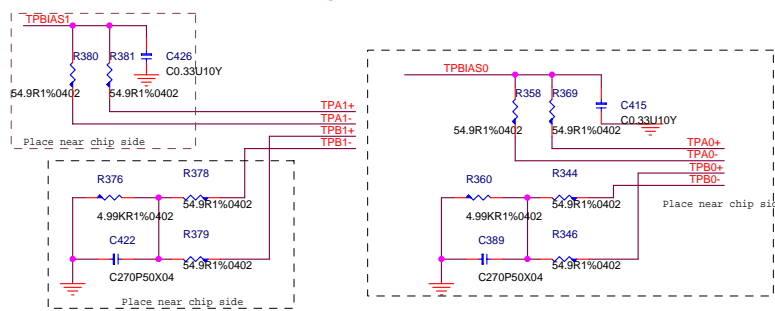 TPBIAS1
R380
R381
C426
C0.33U10Y
54.9R1%0402
54.9R1%0402
TPA1+
TPA1-
TPB1+
TPB1-
Place near chip side
R376
R378
4.99KR1%0402
54.9R1%0402
C422
R379
54.9R1%0402
C270P50X04
Place near chip side
TPBIAS0
R358
R369
C415
C0.33U10Y
54.9R1%0402
54.9R1%0402
TPA0+
TPA0-
TPB0+
TPB0-
R360
R344
4.99KR1%0402
54.9R1%0402
Place near chip sid
C389
R346
54.9R1%0402
C270P50X04